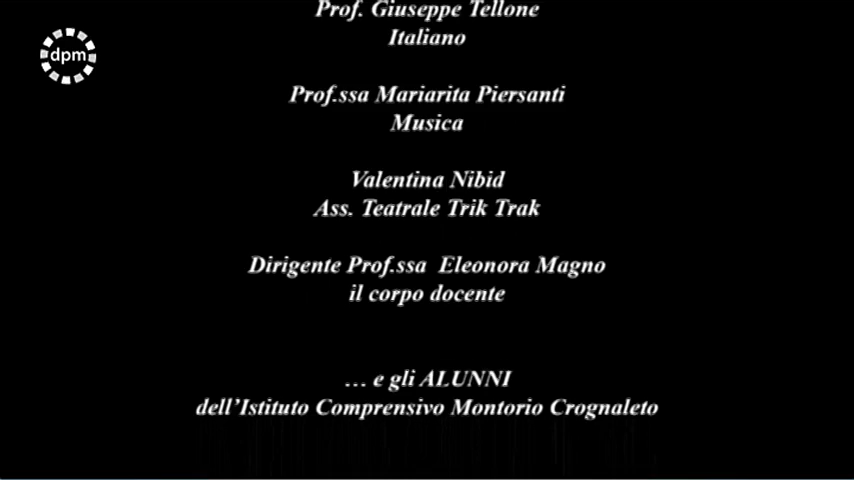 Prof. Giuseppe Tellone
Italiano
dpm
Prof.ssa Mariarita Piersanti
Musica
Valentina Nibid
Ass. Teatrale Trik Trak
Dirigente Prof.ssa Eleonora Magno
il corpo docente
... e gli ALUNNI
dell'Istituto Comprensivo Montorio Crognaleto